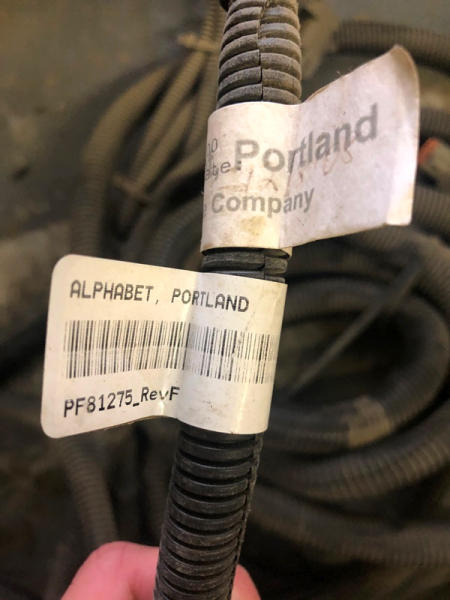 Portland
Company
ALPHABET, PORTLAND
PF81275_RevF